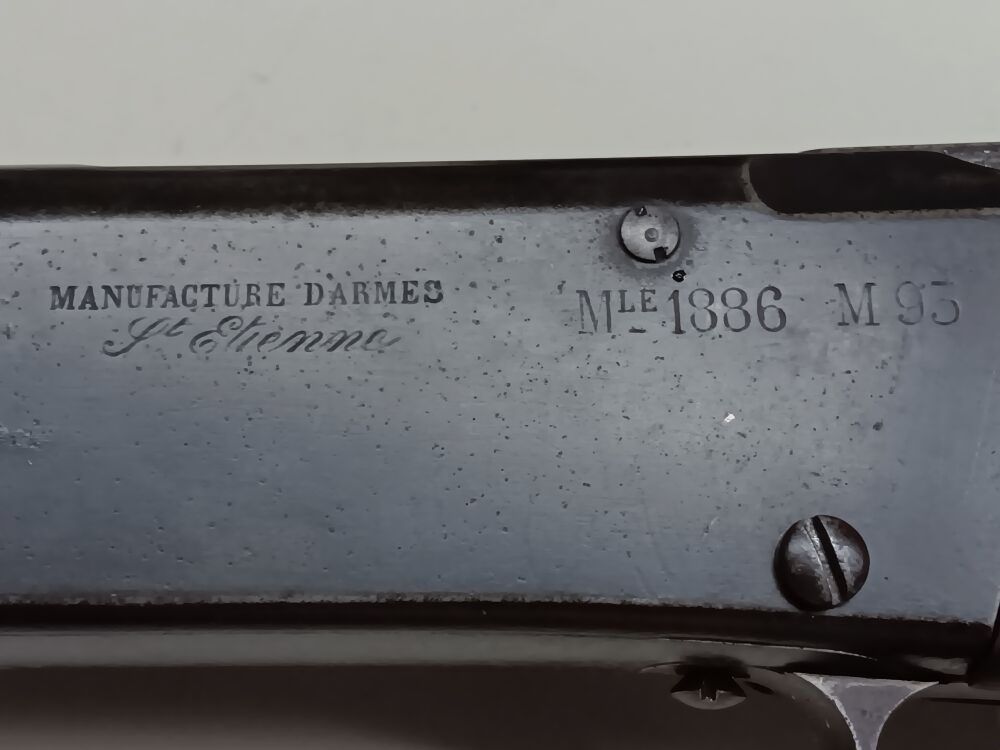 MANUFACTURE D'ARMES
St Etienne
MLE 1886 M 93